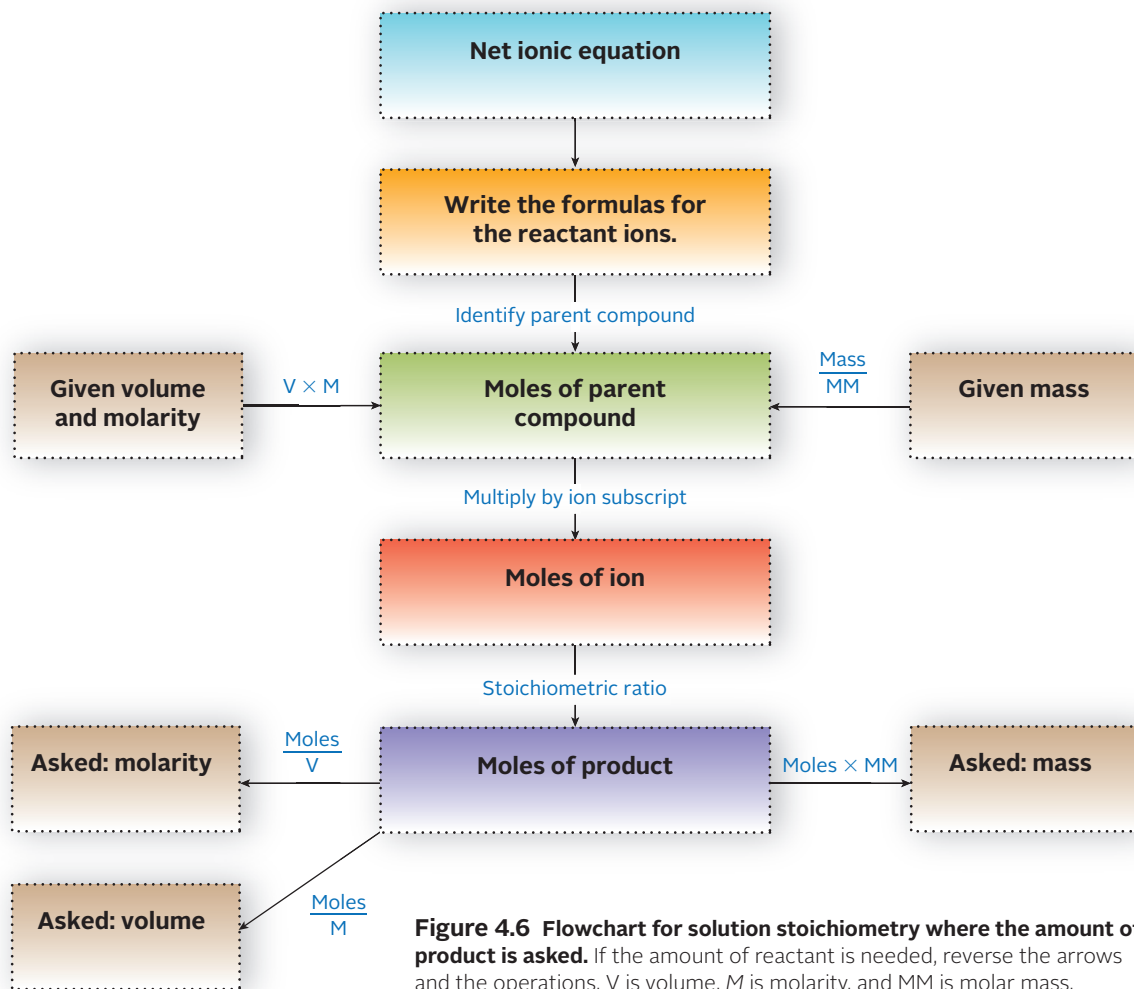 Net ionic equation
Write the formulas for
the reactant ions.
Identify parent compound
Given volume
and molarity
V × M
Moles of parent
compound
Mass
MM
Given mass
Multiply by ion subscript
Moles of ion
Stoichiometric ratio
Asked: molarity
Moles
V
Moles of product
Moles × MM
Asked: mass
Asked: volume
Moles
M
Figure 4.6 Flowchart for solution stoichiometry where the amount of
product is asked. If the amount of reactant is needed, reverse the arrows
and the operations. V is volume, M is molarity, and MM is molar mass.